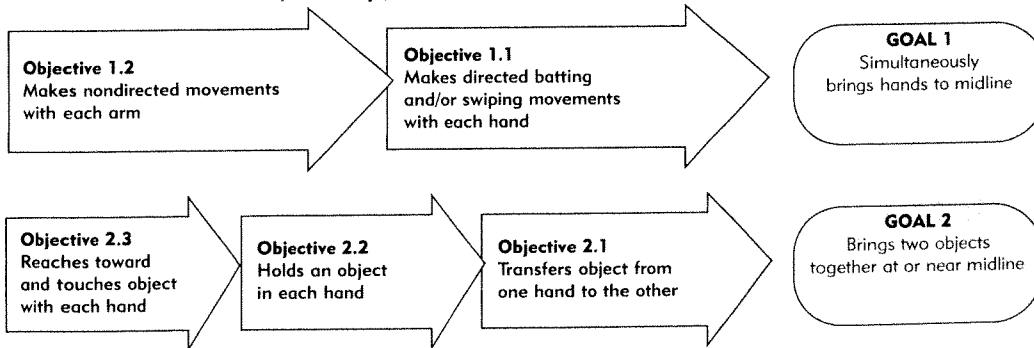 Objective 1.2
Makes nondirected movements
with each arm
Objective 1.1
Makes directed batting
and/or swiping movements
with each hand
GOAL 1
Simultaneously
brings hands to midline
Objective 2.3
Reaches toward
and touches object
with each hand
Objective 2.2
Holds an object
in each hand
Objective 2.1
Transfers object from
one hand to the other
GOAL 2
Brings two objects
together at or near midline